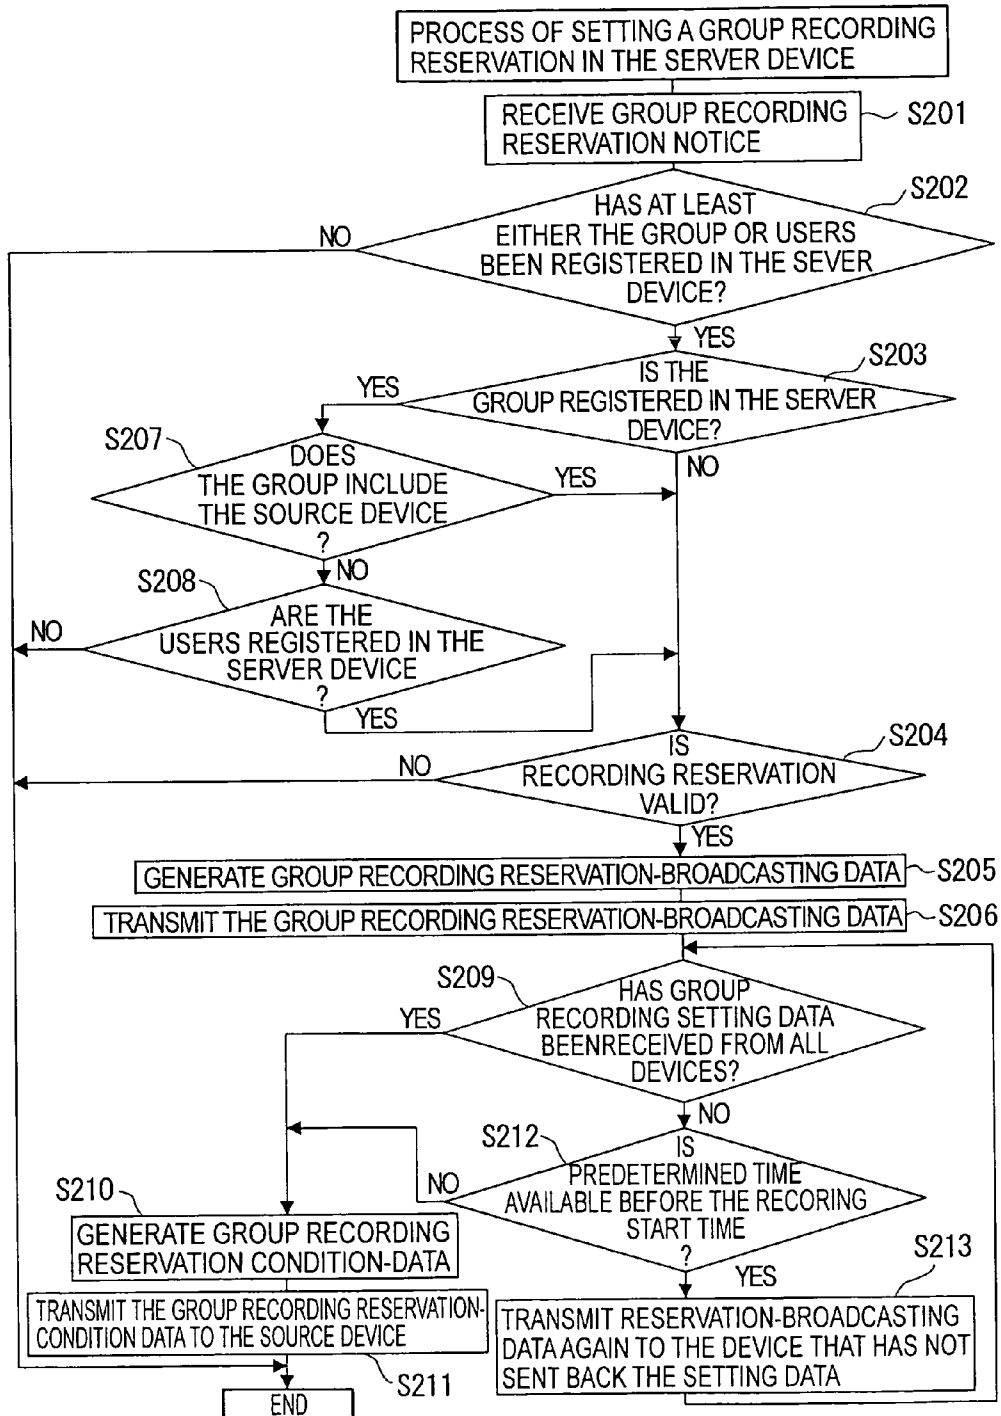 PROCESS OF SETTING A GROUP RECORDING
RESERVATION IN THE SERVER DEVICE
RECEIVE GROUP RECORDING
RESERVATION NOTICE
S201
S202
HAS AT LEAST
EITHER THE GROUP OR USERS
BEEN REGISTERED IN THE SEVER
DEVICE?
NO
YES
S203
IS THE
GROUP REGISTERED IN THE SERVER
DEVICE?
YES
NO
S207
DOES
THE GROUP INCLUDE
THE SOURCE DEVICE
?
YES
NO
S208
ARE THE
USERS REGISTERED IN THE
SERVER DEVICE
?
NO
YES
S204
IS
RECORDING RESERVATION
VALID?
NO
YES
GENERATE GROUP RECORDING RESERVATION-BROADCASTING DATA
S205
TRANSMIT THE GROUP RECORDING RESERVATION-BROADCASTING DATA
S206
S209
HAS GROUP
RECORDING SETTING DATA
BEENRECEIVED FROM ALL
DEVICES?
YES
NO
S212
IS
PREDETERMINED TIME
AVAILABLE BEFORE THE RECORING
START TIME
?
NO
YES
S210
GENERATE GROUP RECORDING
RESERVATION CONDITION-DATA
S213
TRANSMIT THE GROUP RECORDING RESERVATION-
CONDITION DATA TO THE SOURCE DEVICE
S211
TRANSMIT RESERVATION-BROADCASTING
DATA AGAIN TO THE DEVICE THAT HAS NOT
SENT BACK THE SETTING DATA
END